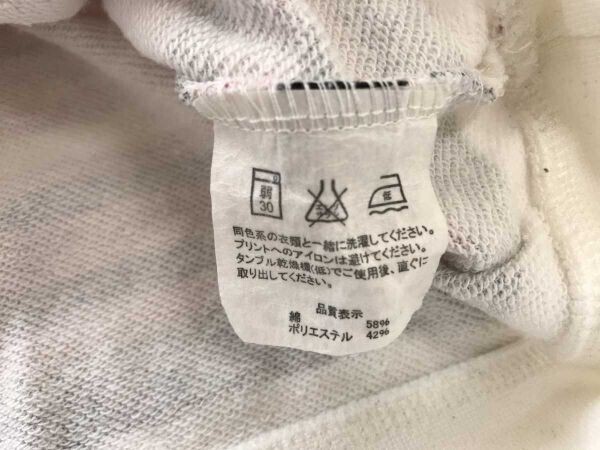 弱 低
30
同色系の衣類と一緒に洗濯してください。
プリントへのアイロンは避けてください。
タンブル乾燥機(低)でご使用後、直ぐに
取り出してください。
品質表示
綿 58%
ポリエステル 42%